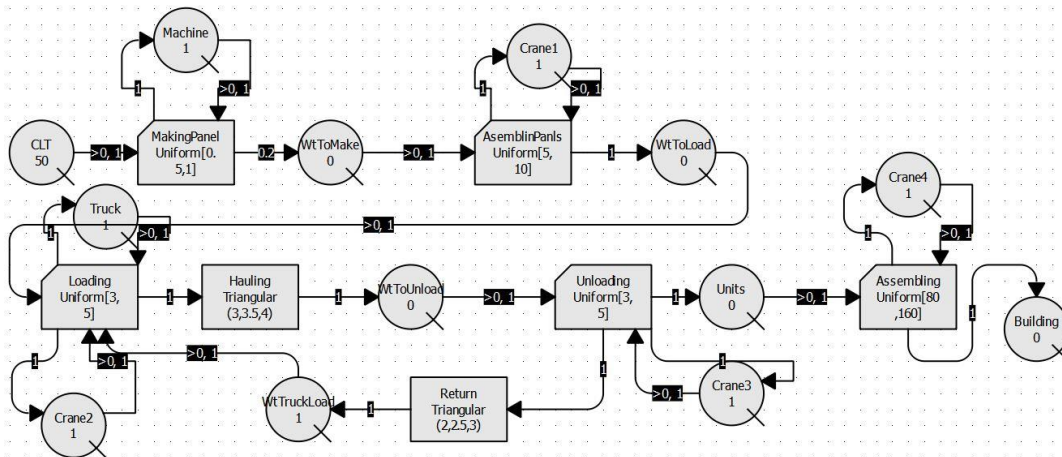 Machine
1
>0, 1
1
CLT
50
>0, 1
MakingPanel
Uniform[0.
5,1]
0.2
WtToMake
0
>0, 1
Crane1
1
>0, 1
1
AsemblinPanls
Uniform[5,
10]
1
WtToLoad
0
>0, 1
Truck
1
>0, 1
1
Loading
Uniform[3,
5]
1
Hauling
Triangular
(3,3.5,4)
1
WtToUnload
0
>0, 1
Unloading
Uniform[3,
5]
1
Units
0
>0, 1
Crane4
1
>0, 1
1
Assembling
Uniform[80
,160]
1
Building
0
1
>0, 1
Crane2
1
>0, 1
WtTruckLoad
1
1
Return
Triangular
(2,2.5,3)
1
1
>0, 1
Crane3
1